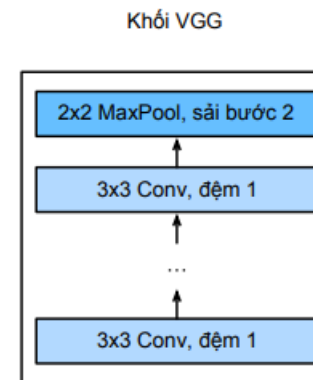 Khối VGG
2x2 MaxPool, sải bước 2
3x3 Conv, đệm 1
...
3x3 Conv, đệm 1